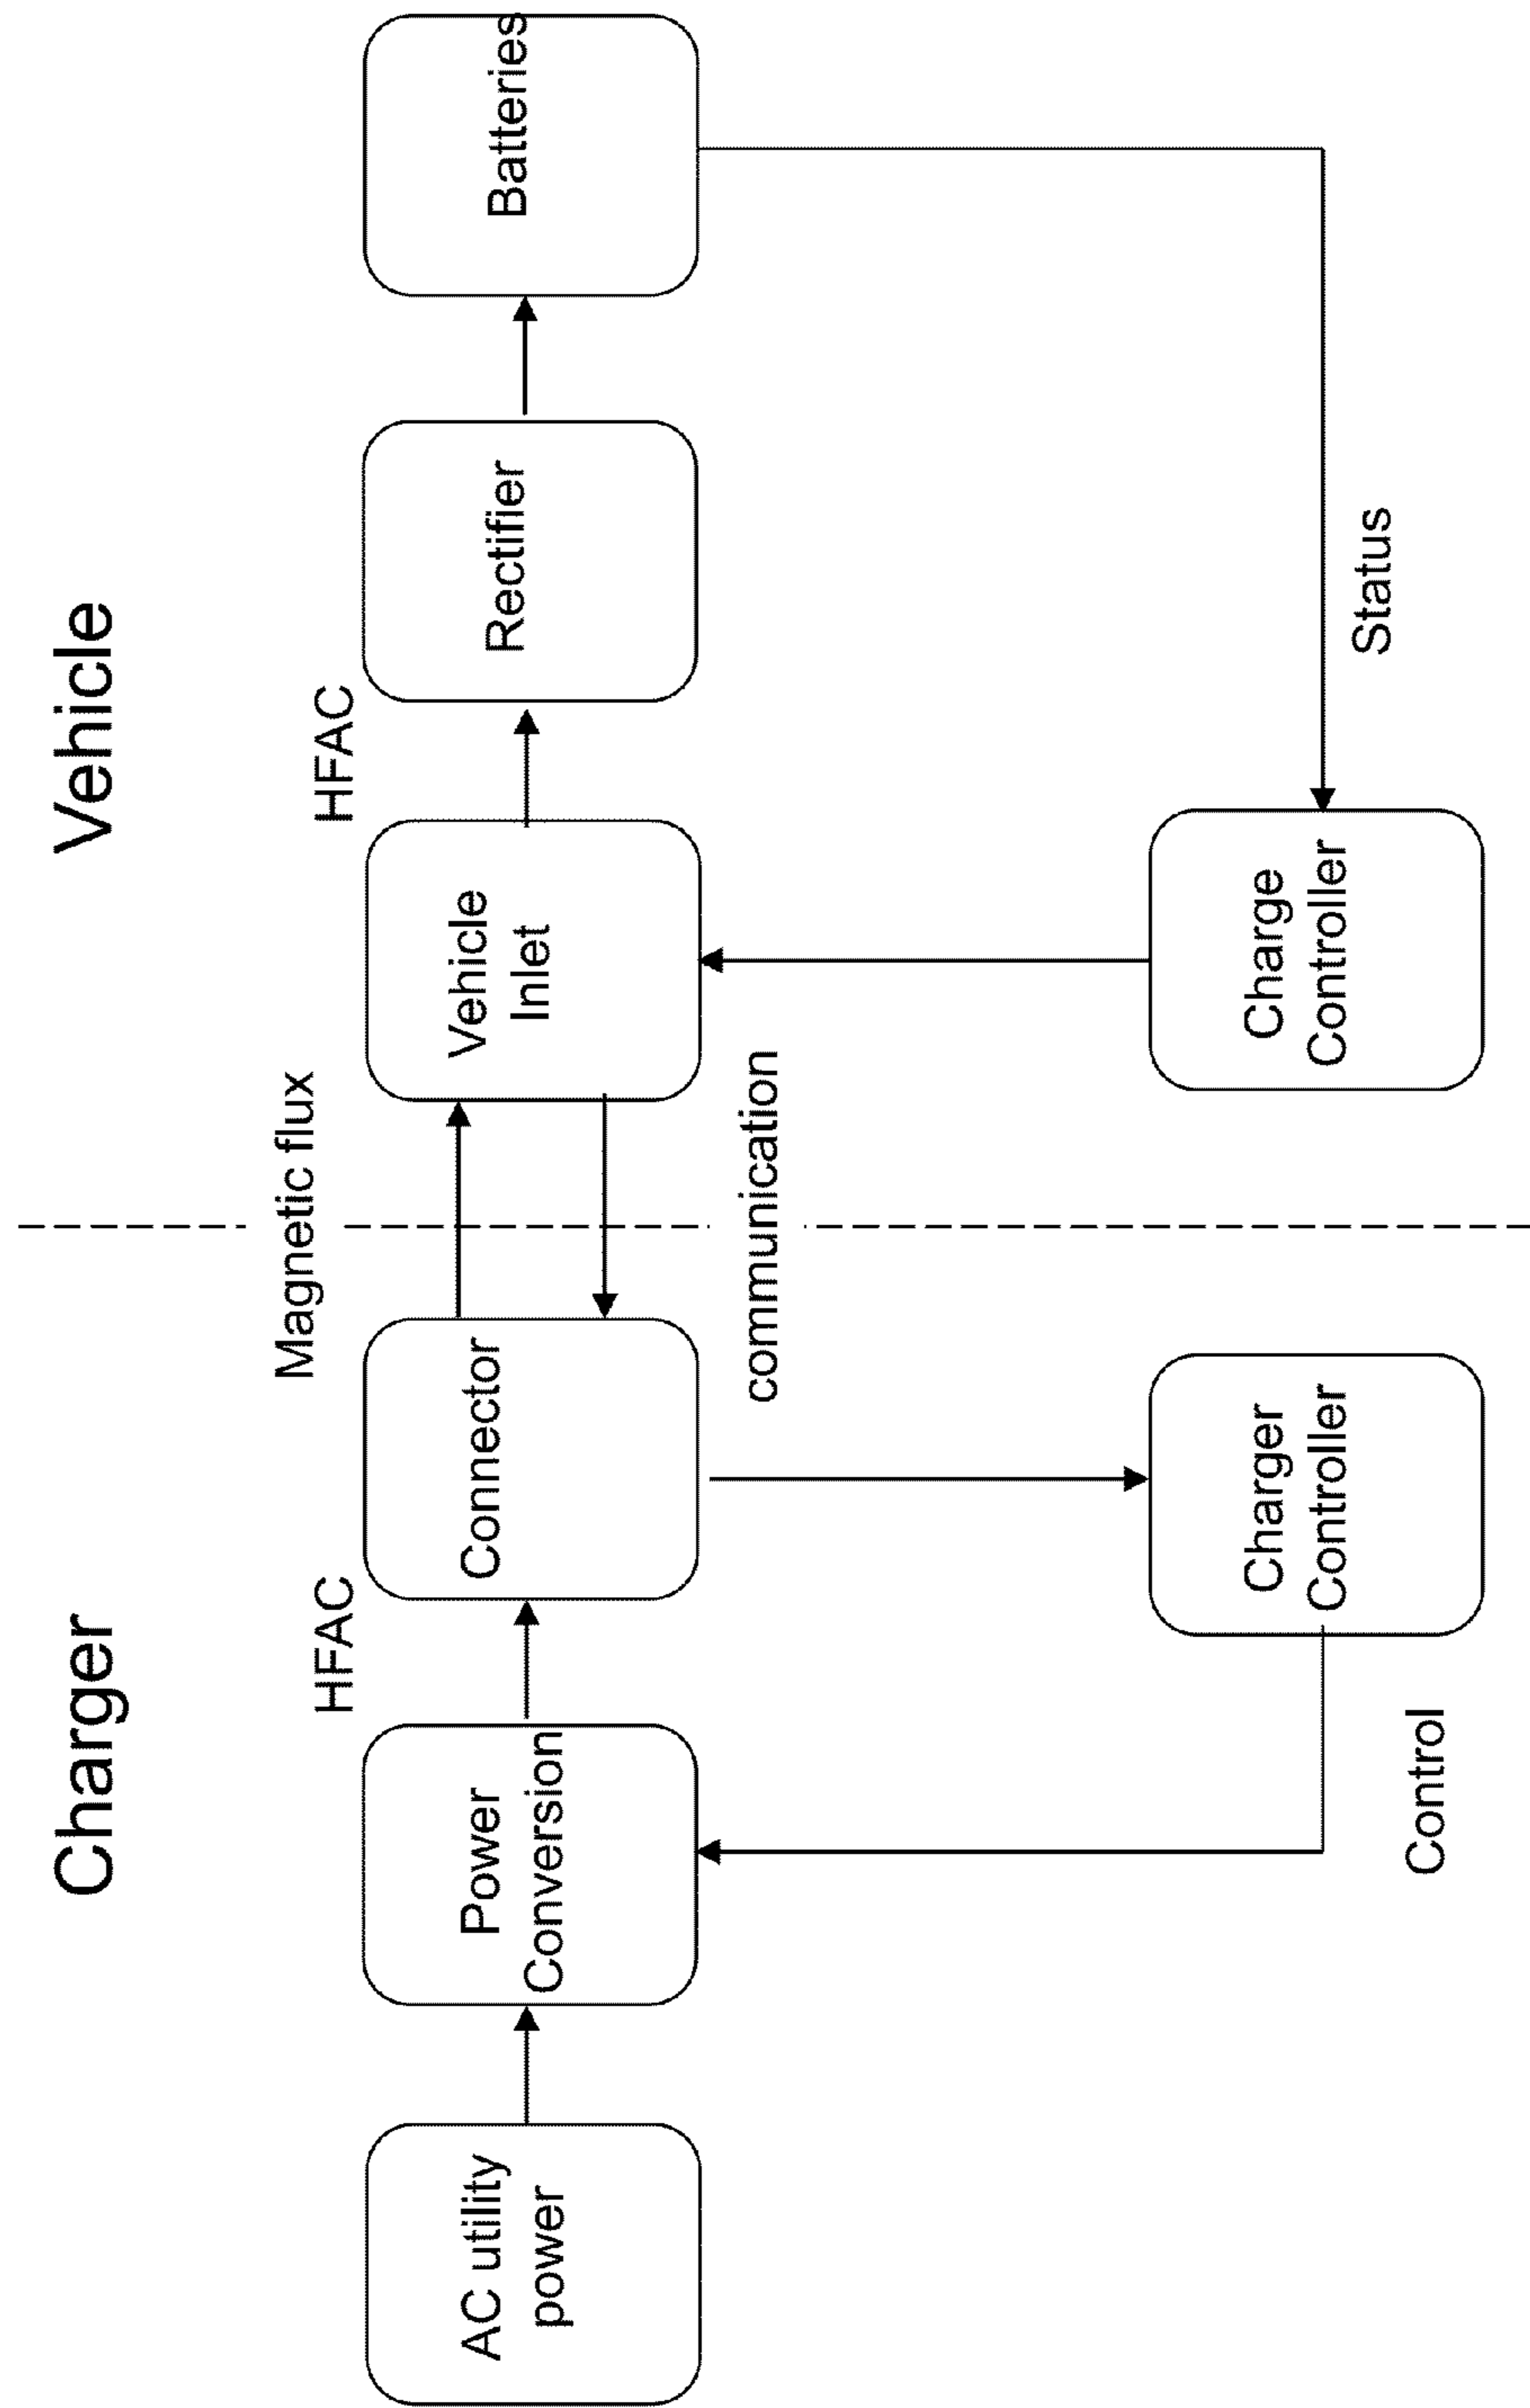 Charger
Vehicle
HFAC
Magnetic flux
HFAC
AC utility
power
Power
Conversion
Connector
Vehicle
Inlet
Rectifier
Batteries
communication
Charger
Controller
Charge
Controller
Control
Status